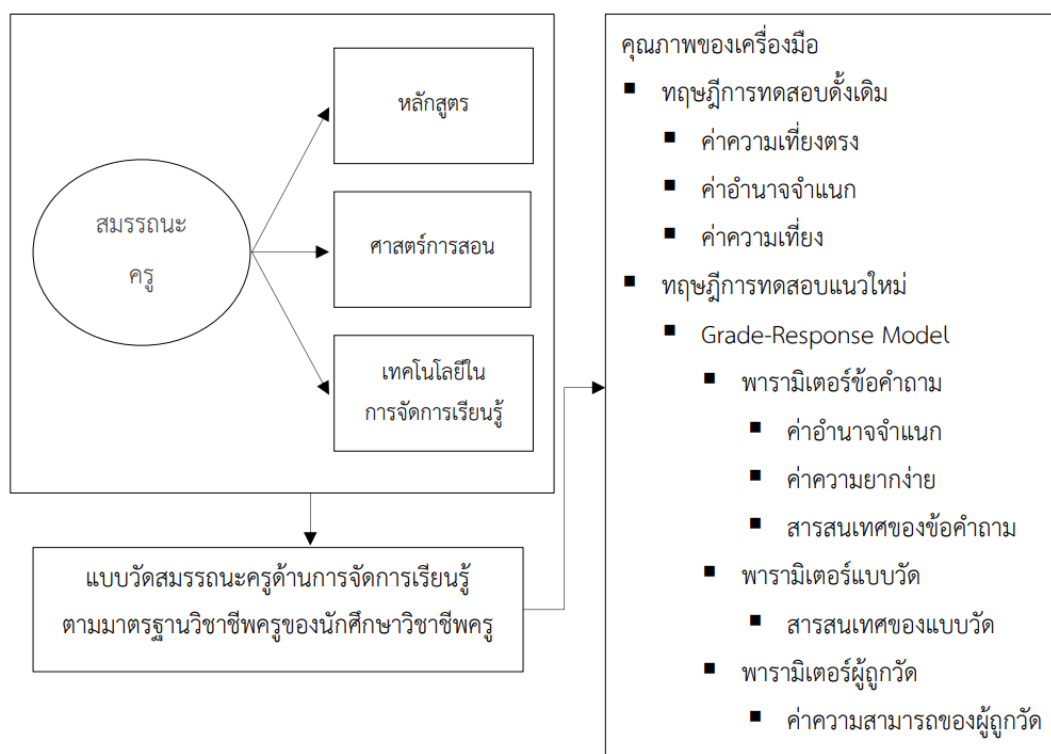 สมรรถนะ
ครู
หลักสูตร
ศาสตร์การสอน
เทคโนโลยีใน
การจัดการเรียนรู้
แบบวัดสมรรถนะครูด้านการจัดการเรียนรู้
ตามมาตรฐานวิชาชีพครูของนักศึกษาวิชาชีพครู
คุณภาพของเครื่องมือ
▪ ทฤษฎีการทดสอบดั้งเดิม
▪ ค่าความเที่ยงตรง
▪ ค่าอำนาจจำแนก
▪ ค่าความเที่ยง
▪ ทฤษฎีการทดสอบแนวใหม่
▪ Grade-Response Model
▪ พารามิเตอร์ข้อคำถาม
▪ ค่าอำนาจจำแนก
▪ ค่าความยากง่าย
▪ สารสนเทศของข้อคำถาม
▪ พารามิเตอร์แบบวัด
▪ สารสนเทศของแบบวัด
▪ พารามิเตอร์ผู้ถูกวัด
▪ ค่าความสามารถของผู้ถูกวัด